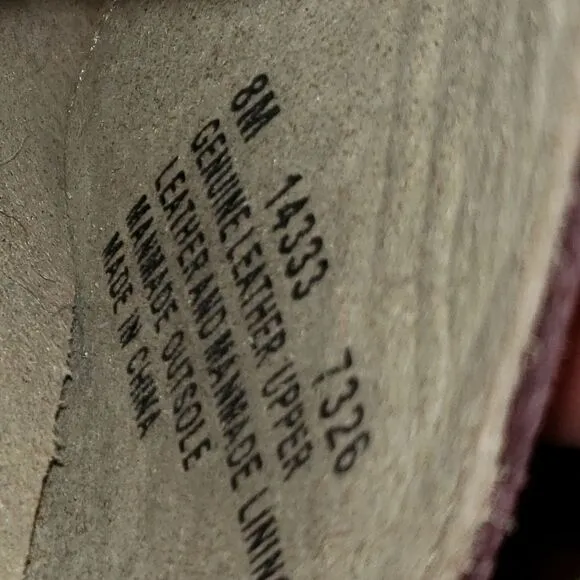 8M 14333 7326
GENUINE LEATHER UPPER
LEATHER AND MANMADE LINING
MANMADE OUTSOLE
MADE IN CHINA